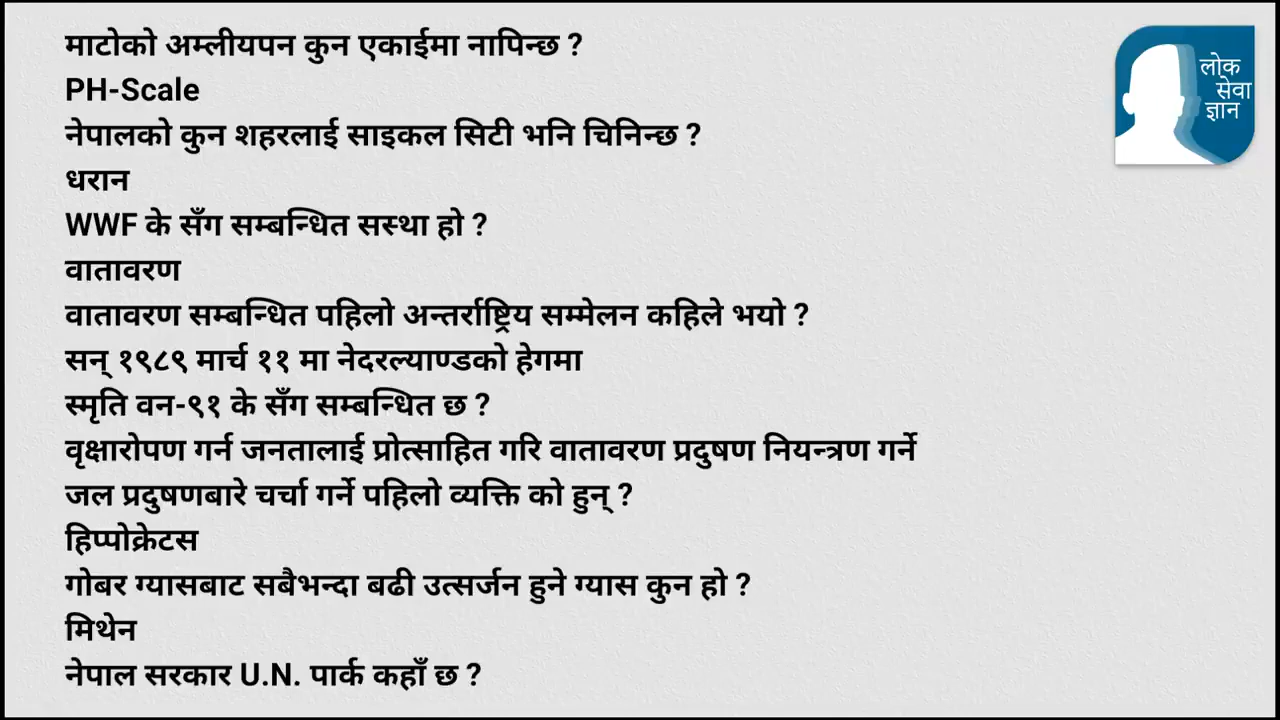 माटोको अम्लीयपन कुन एकाईमा नापिन्छ ?
PH-Scale
नेपालको कुन शहरलाई साइकल सिटी भनि चिनिन्छ ?
धरान
WWF के सँग सम्बन्धित सस्था हो ?
वातावरण
वातावरण सम्बन्धित पहिलो अन्तर्राष्ट्रिय सम्मेलन कहिले भयो ?
सन् १९८९ मार्च ११ मा नेदरल्याण्डको हेगमा
स्मृति वन-९१ के सँग सम्बन्धित छ ?
वृक्षारोपण गर्न जनतालाई प्रोत्साहित गरि वातावरण प्रदुषण नियन्त्रण गर्ने
जल प्रदुषणबारे चर्चा गर्ने पहिलो व्यक्ति को हुन् ?
हिप्पोक्रेटस
गोबर ग्यासबाट सबैभन्दा बढी उत्सर्जन हुने ग्यास कुन हो ?
मिथेन
नेपाल सरकार U.N. पार्क कहाँ छ ?
लोक
सेवा
ज्ञान